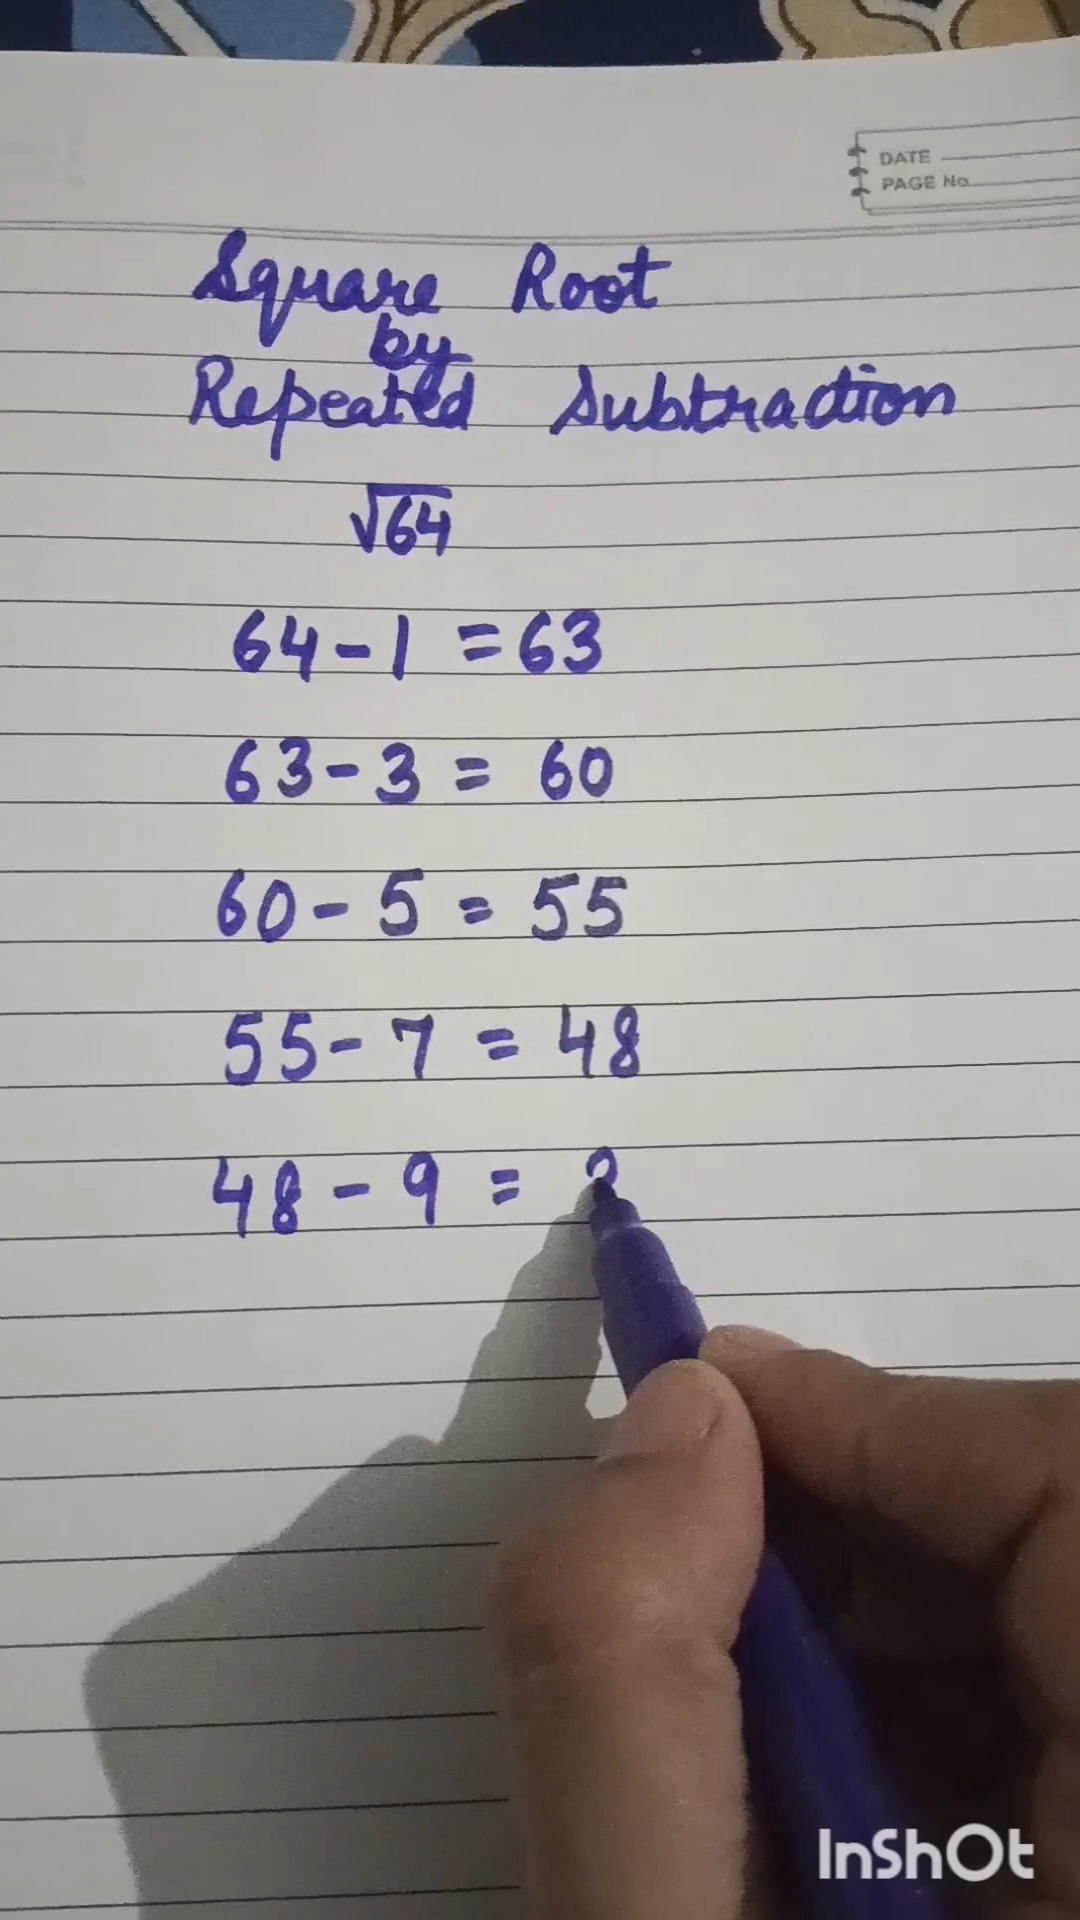 DATE
PAGE No.
Square Root
by
Repeated Subtraction
√64
64 - 1 = 63
63 - 3 = 60
60 - 5 = 55
55 - 7 = 48
48 - 9 =
InShOt